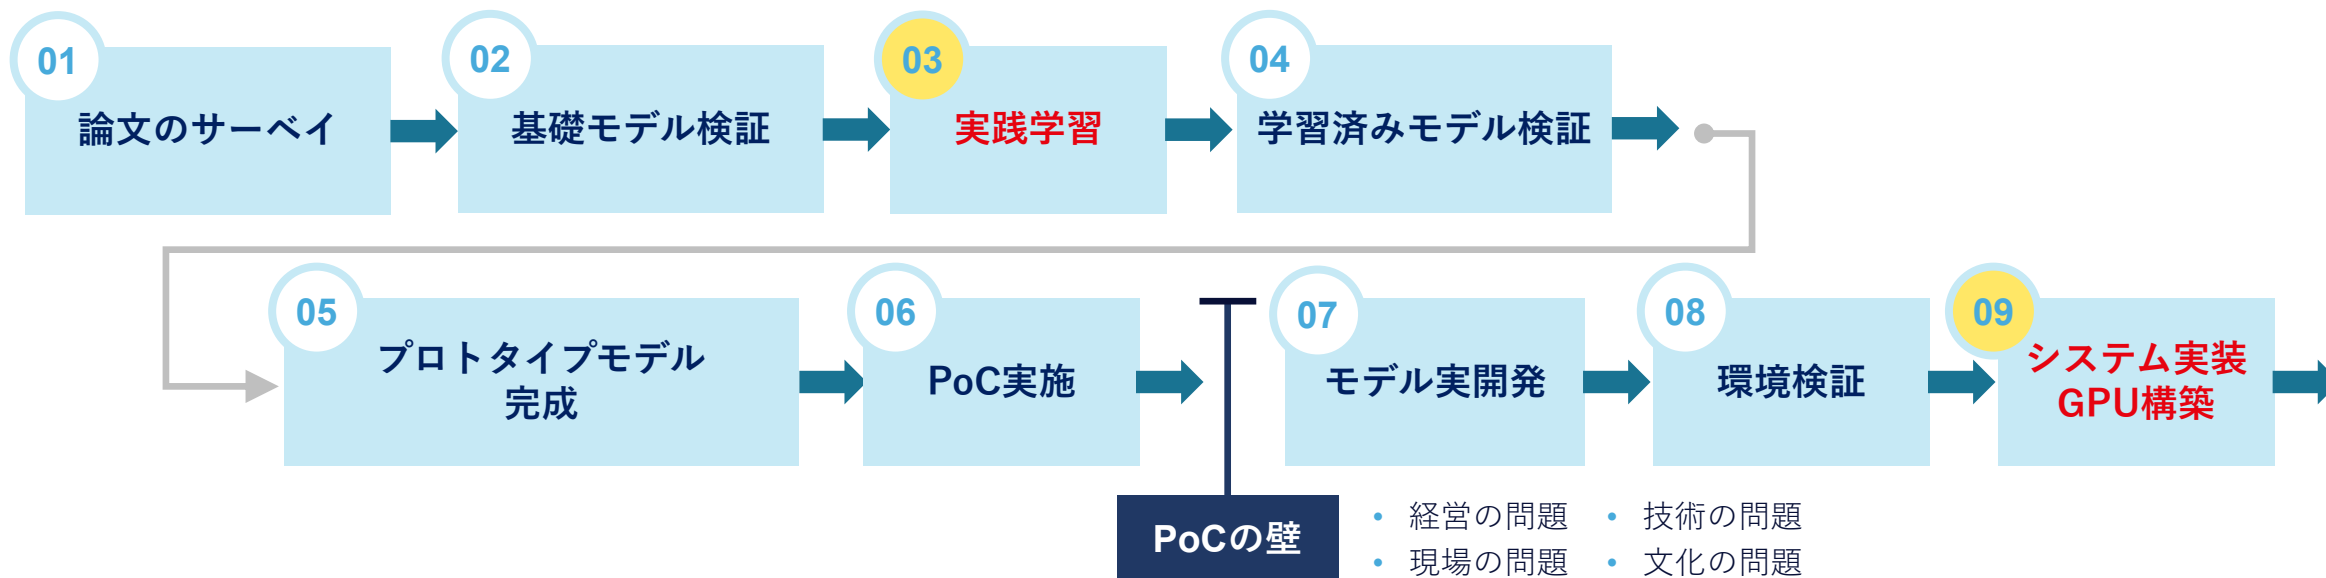 01
論文のサーベイ
02
基礎モデル検証
03
実践学習
04
学習済みモデル検証
05
プロトタイプモデル
完成
06
PoC実施
07
モデル実開発
08
環境検証
09
システム実装
GPU構築
PoCの壁
• 経営の問題
• 技術の問題
• 現場の問題
• 文化の問題